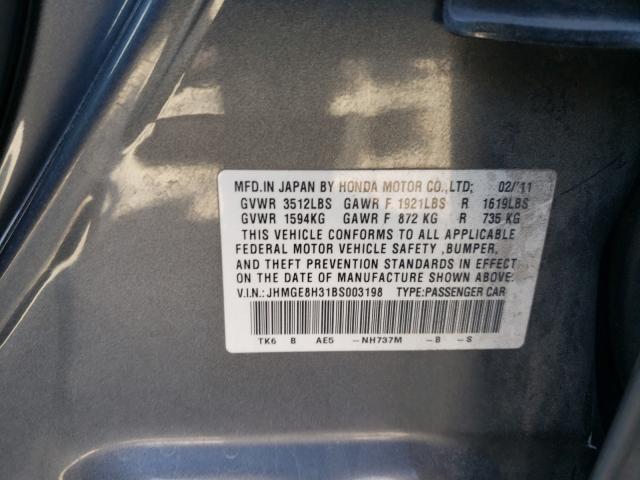 MFD.IN JAPAN BY HONDA MOTOR CO.,LTD; 02/'11
GVWR 3512LBS GAWR F 1921LBS R 1619LBS
GVWR 1594KG GAWR F 872 KG R 735 KG
THIS VEHICLE CONFORMS TO ALL APPLICABLE
FEDERAL MOTOR VEHICLE SAFETY ,BUMPER,
AND THEFT PREVENTION STANDARDS IN EFFECT
ON THE DATE OF MANUFACTURE SHOWN ABOVE.
V.I.N.: JHMGE8H31BS003198 TYPE:PASSENGER CAR
TK6 B AE5 -NH737M -B -S